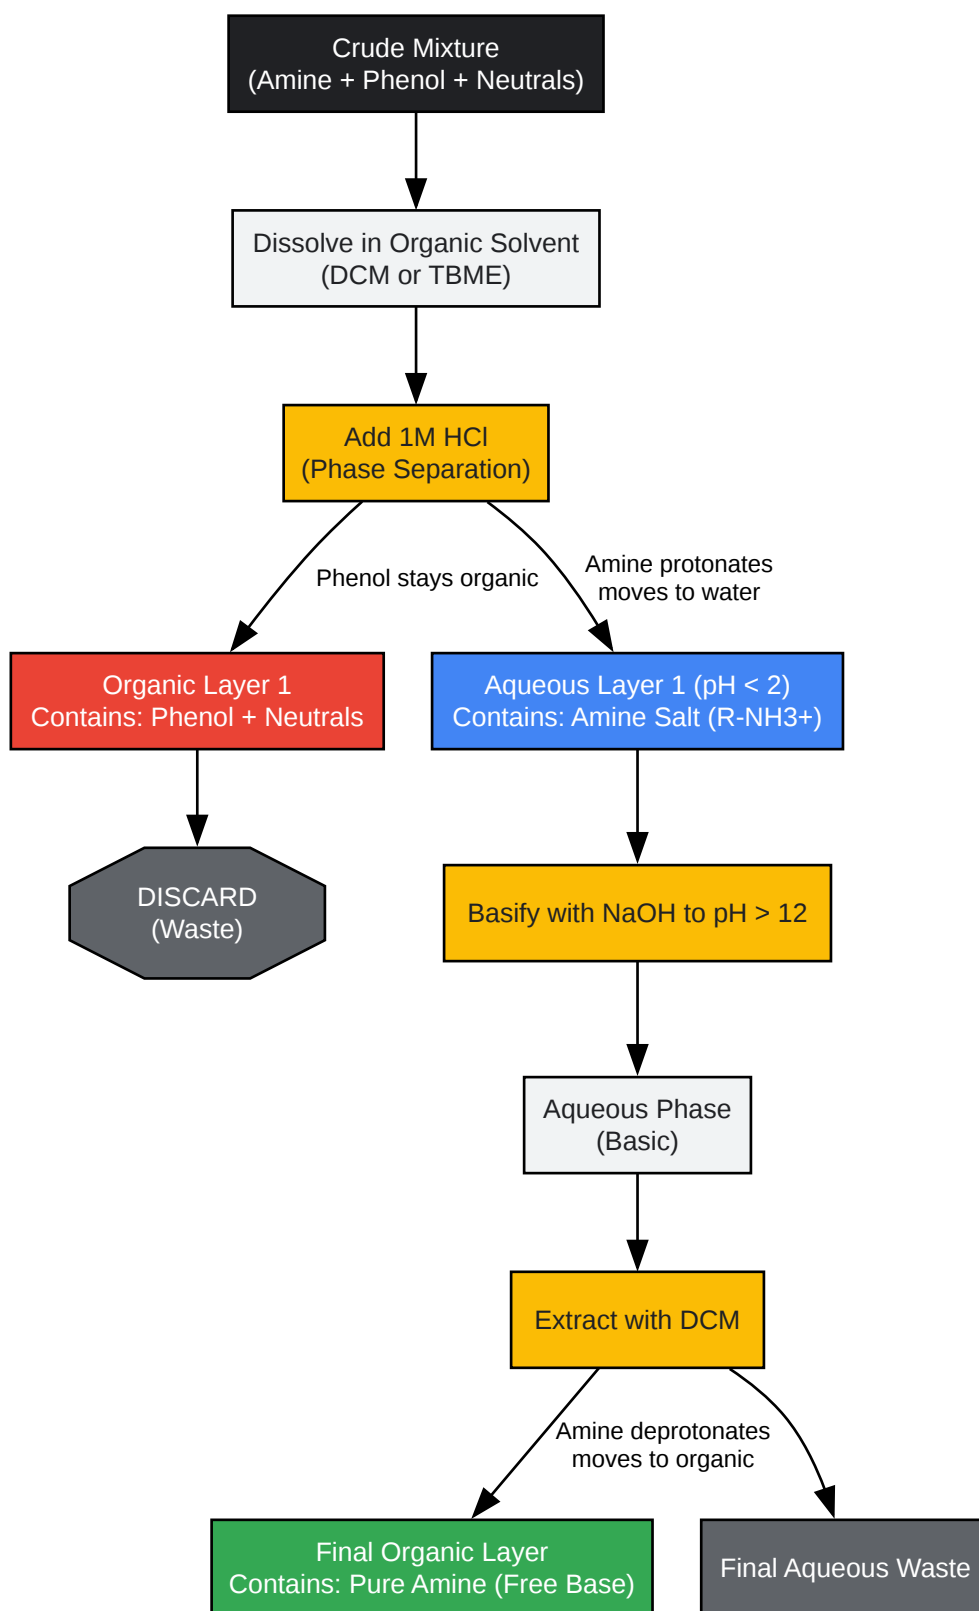 Crude Mixture
(Amine + Phenol + Neutrals)
Dissolve in Organic Solvent
(DCM or TBME)
Add 1M HCl
(Phase Separation)
Phenol stays organic
Amine protonates
moves to water
Organic Layer 1
Contains: Phenol + Neutrals
Aqueous Layer 1 (pH < 2)
Contains: Amine Salt (R-NH3+)
DISCARD
(Waste)
Basify with NaOH to pH > 12
Aqueous Phase
(Basic)
Extract with DCM
Amine deprotonates
moves to organic
Final Organic Layer
Contains: Pure Amine (Free Base)
Final Aqueous Waste